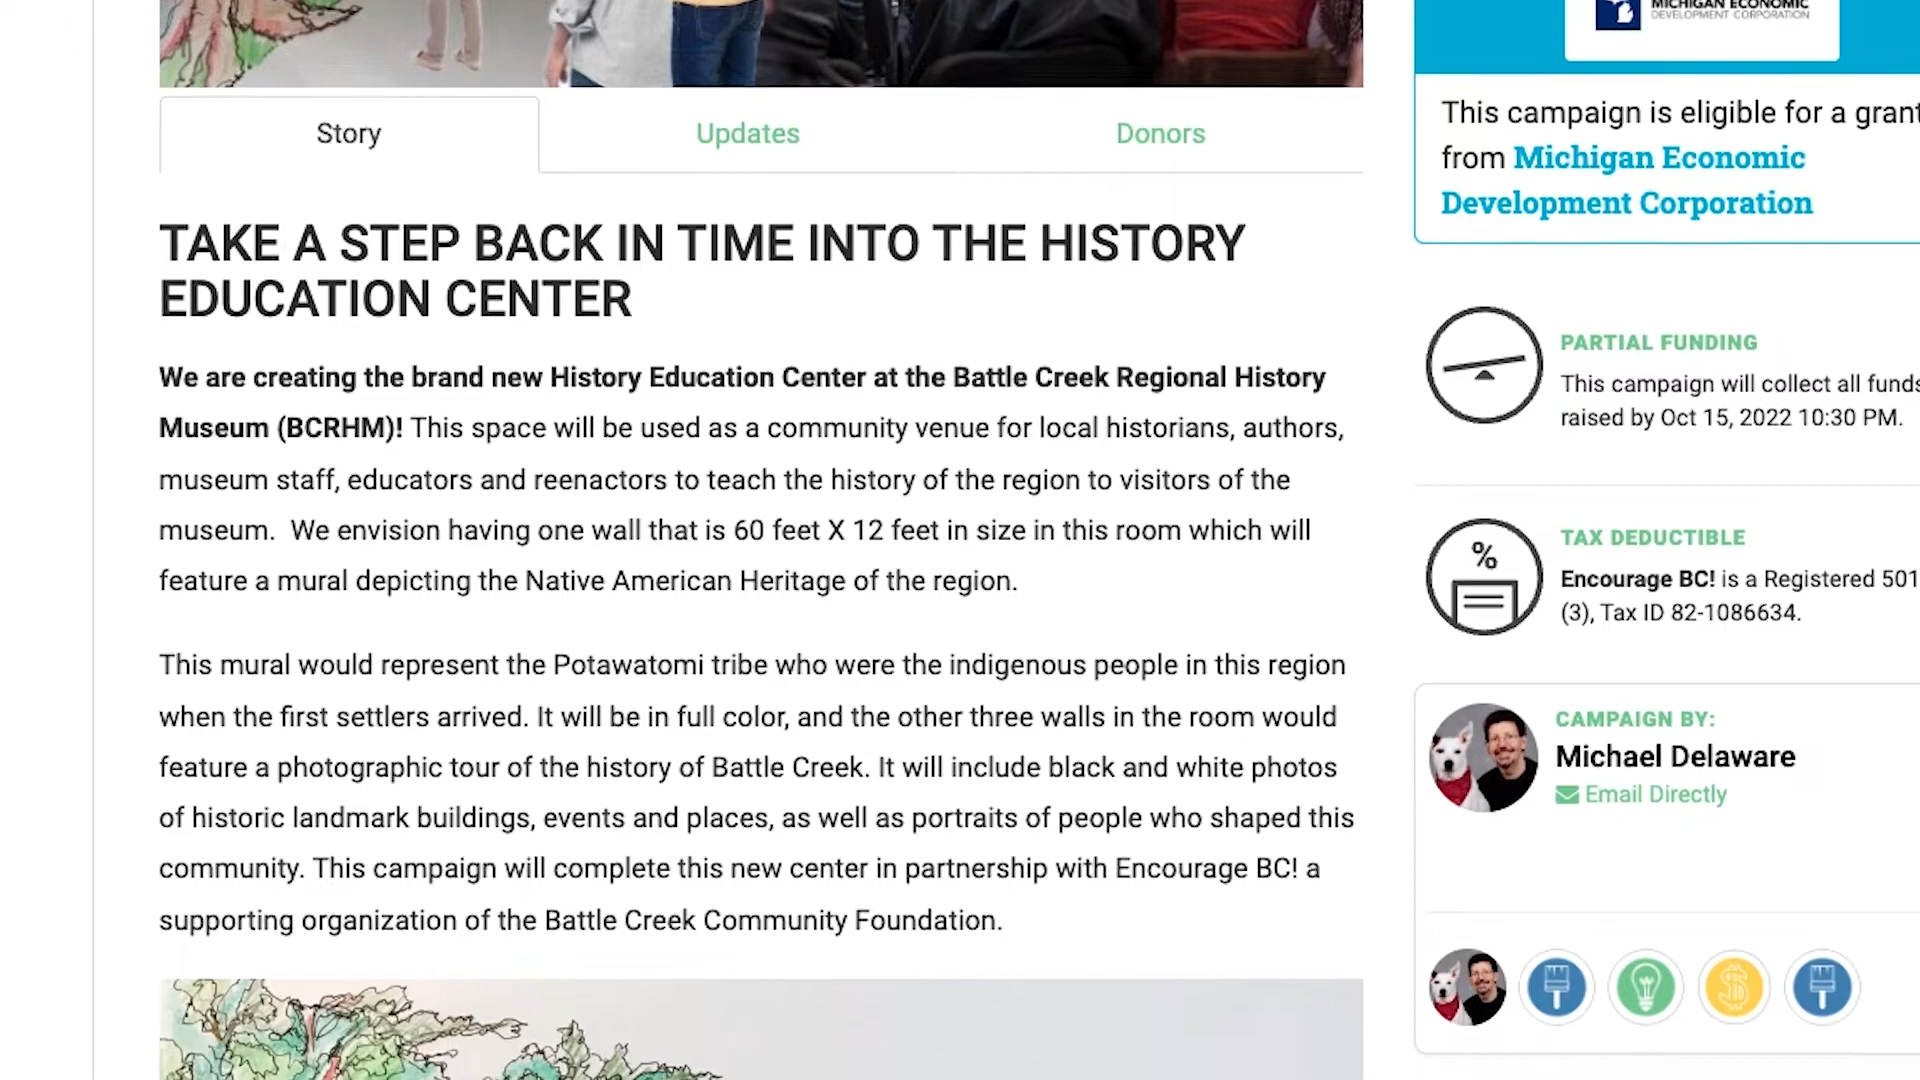 MICHIGAN ECONOMIC
DEVELOPMENT CORPORATION
Story
Updates
Donors
TAKE A STEP BACK IN TIME INTO THE HISTORY
EDUCATION CENTER
We are creating the brand new History Education Center at the Battle Creek Regional History
Museum (BCRHM)! This space will be used as a community venue for local historians, authors,
museum staff, educators and reenactors to teach the history of the region to visitors of the
museum.  We envision having one wall that is 60 feet X 12 feet in size in this room which will
feature a mural depicting the Native American Heritage of the region.
This mural would represent the Potawatomi tribe who were the indigenous people in this region
when the first settlers arrived. It will be in full color, and the other three walls in the room would
feature a photographic tour of the history of Battle Creek. It will include black and white photos
of historic landmark buildings, events and places, as well as portraits of people who shaped this
community. This campaign will complete this new center in partnership with Encourage BC! a
supporting organization of the Battle Creek Community Foundation.
This campaign is eligible for a grant
from Michigan Economic
Development Corporation
PARTIAL FUNDING
This campaign will collect all funds
raised by Oct 15, 2022 10:30 PM.
%
TAX DEDUCTIBLE
Encourage BC! is a Registered 501
(3), Tax ID 82-1086634.
CAMPAIGN BY:
Michael Delaware
Email Directly
$